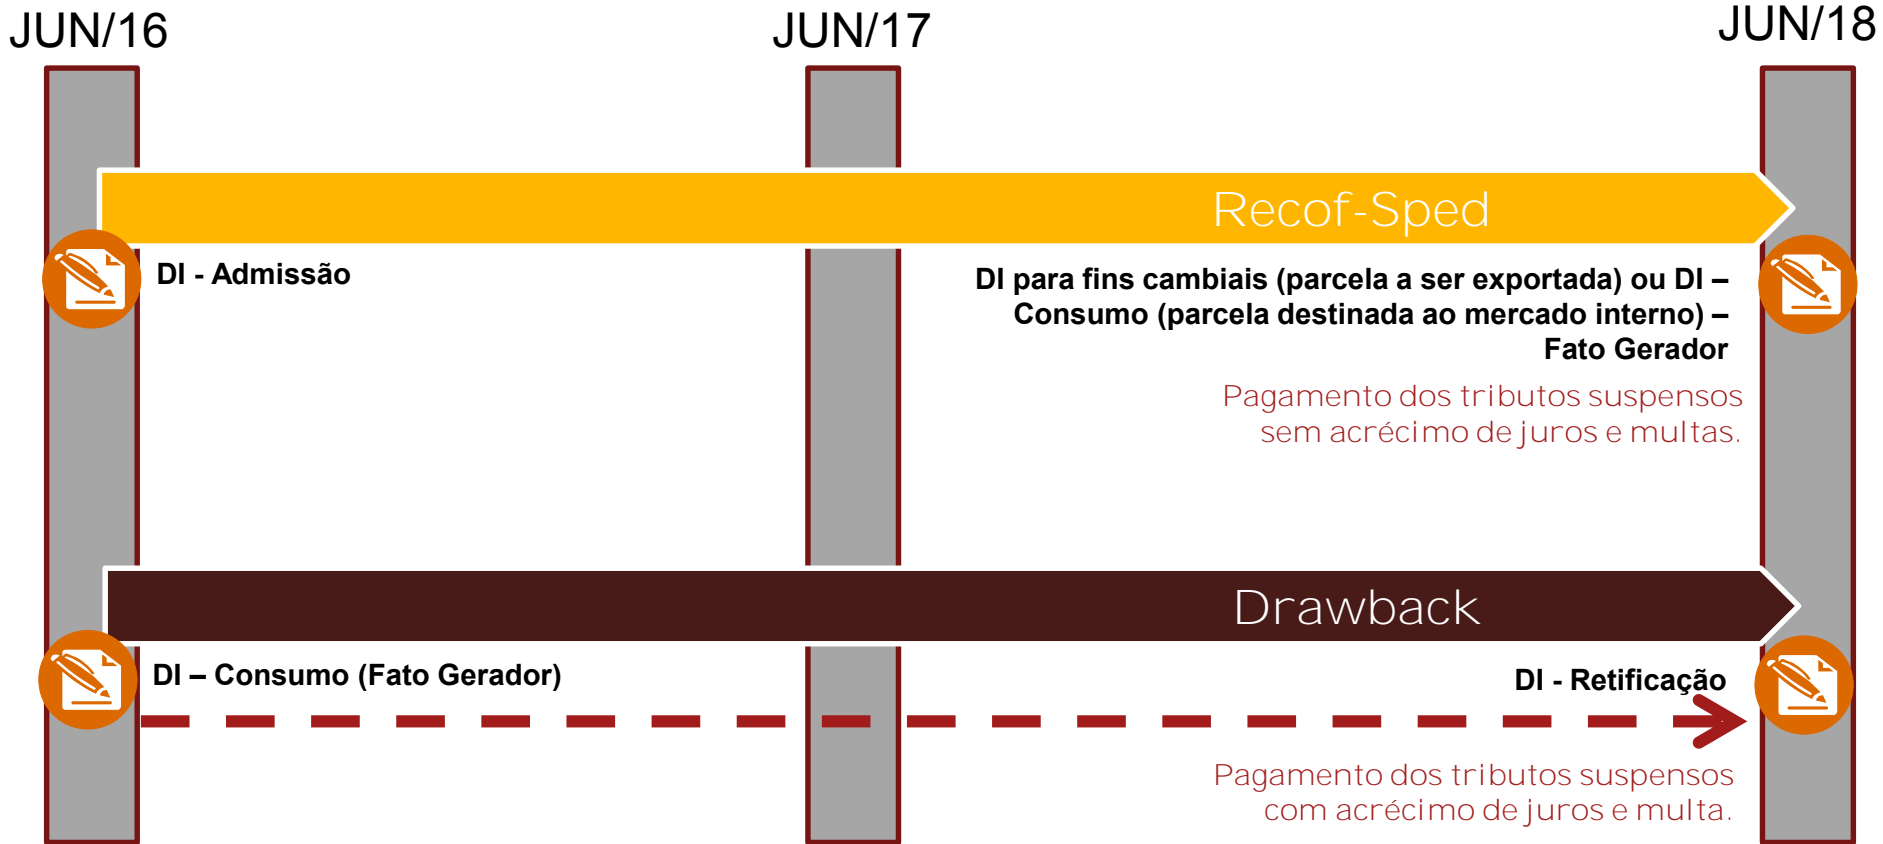 JUN/16
JUN/17
JUN/18
Recof-Sped
DI - Admissão
DI para fins cambiais (parcela a ser exportada) ou DI –
Consumo (parcela destinada ao mercado interno) –
Fato Gerador
Pagamento dos tributos suspensos
sem acrécimo de juros e multas.
Drawback
DI – Consumo (Fato Gerador)
DI - Retificação
Pagamento dos tributos suspensos
com acrécimo de juros e multa.